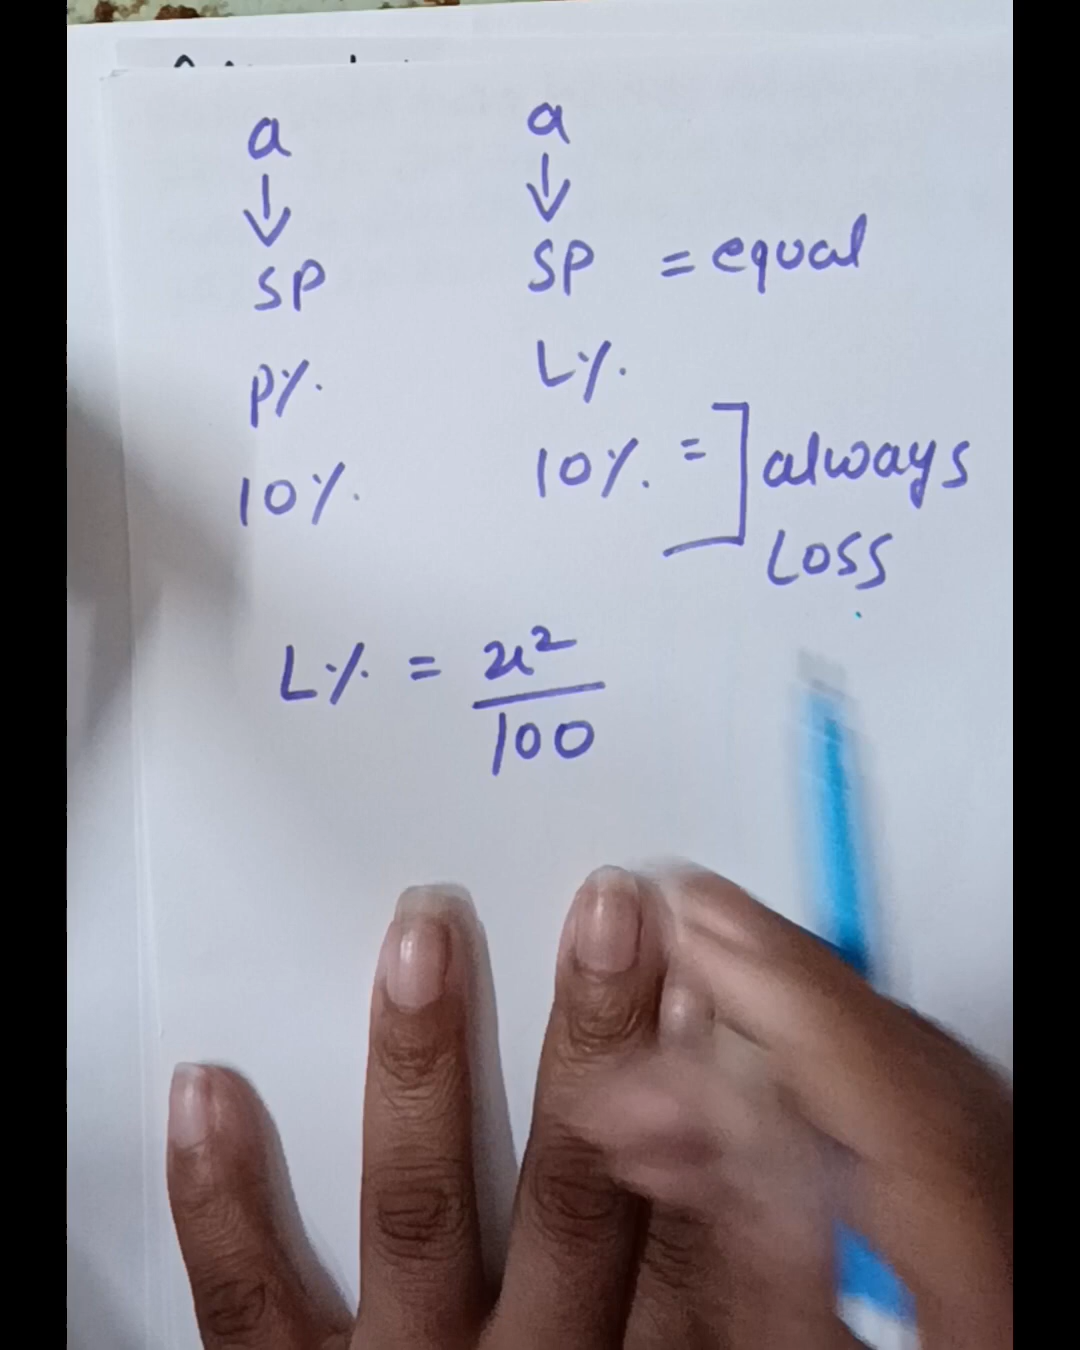 a a
↓ ↓
SP SP = equal
P% L%
10% 10% = ] always
Loss
L% = x²/100